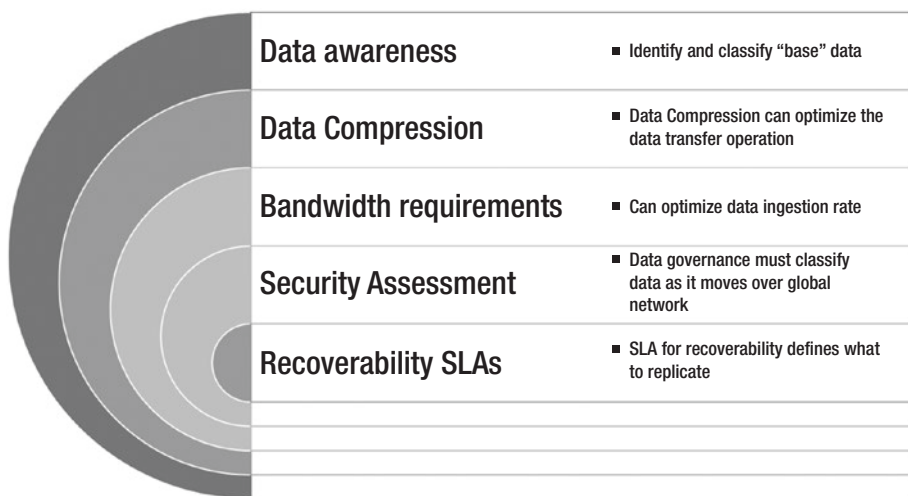 Data awareness
■ Identify and classify “base” data
Data Compression
■ Data Compression can optimize the
data transfer operation
Bandwidth requirements
■ Can optimize data ingestion rate
Security Assessment
■ Data governance must classify
data as it moves over global
network
Recoverability SLAs
■ SLA for recoverability defines what
to replicate